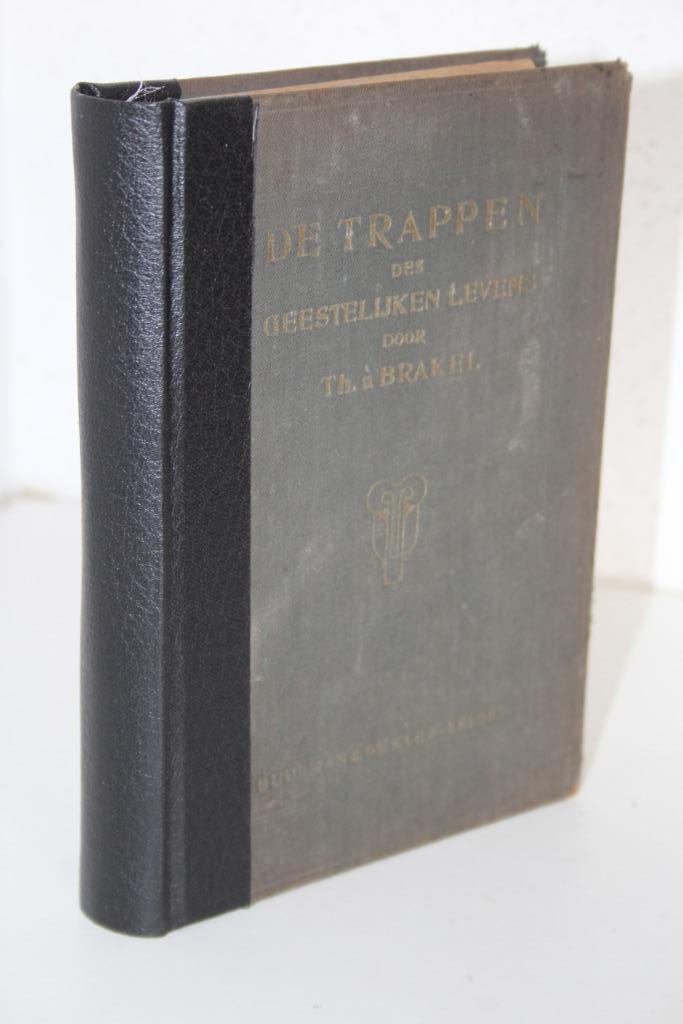 DE TRAPPEN
DES
GEESTELIJKEN LEVENS
DOOR
Th. à BRAKEL